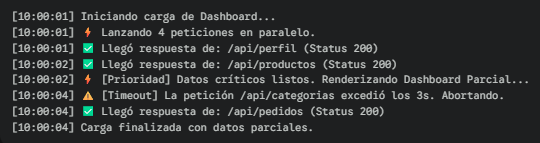 [10:00:01] Iniciando carga de Dashboard...
[10:00:01] ⚡ Lanzando 4 peticiones en paralelo.
[10:00:01] ✅ Llegó respuesta de: /api/perfil (Status 200)
[10:00:02] ✅ Llegó respuesta de: /api/productos (Status 200)
[10:00:02] ⚡ [Prioridad] Datos críticos listos. Renderizando Dashboard Parcial...
[10:00:04] ⚠️ [Timeout] La petición /api/categorias excedió los 3s. Abortando.
[10:00:04] ✅ Llegó respuesta de: /api/pedidos (Status 200)
[10:00:04] Carga finalizada con datos parciales.